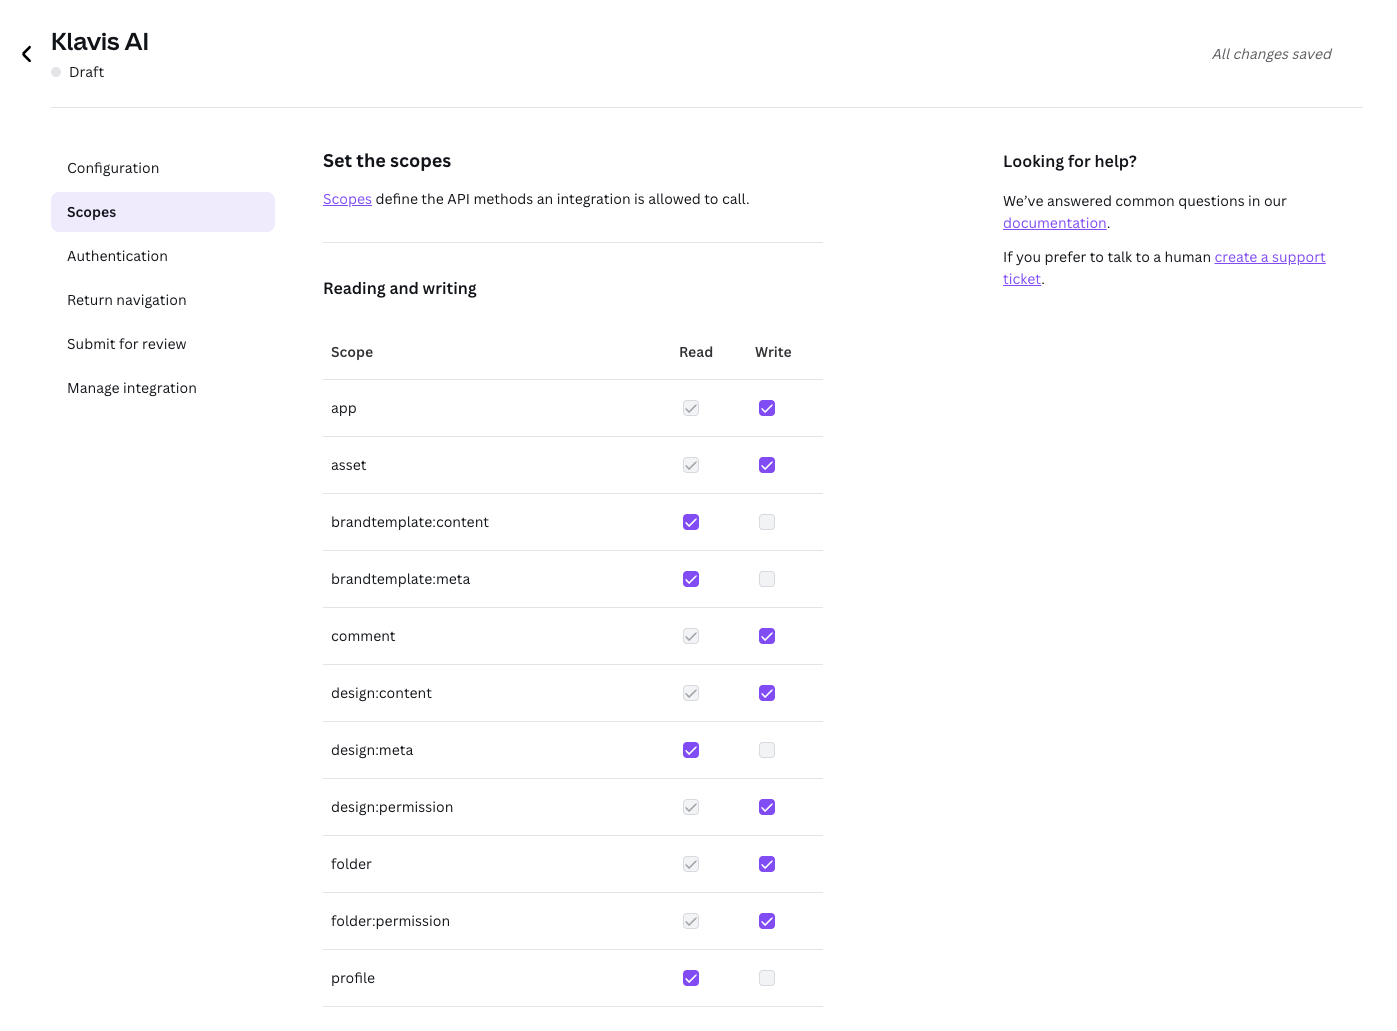 Klavis AI
Draft
All changes saved
Configuration
Scopes
Authentication
Return navigation
Submit for review
Manage integration
Set the scopes
Scopes define the API methods an integration is allowed to call.
Reading and writing
Scope Read Write
app
asset
brandtemplate:content
brandtemplate:meta
comment
design:content
design:meta
design:permission
folder
folder:permission
profile
Looking for help?
We’ve answered common questions in our
documentation.
If you prefer to talk to a human create a support
ticket.